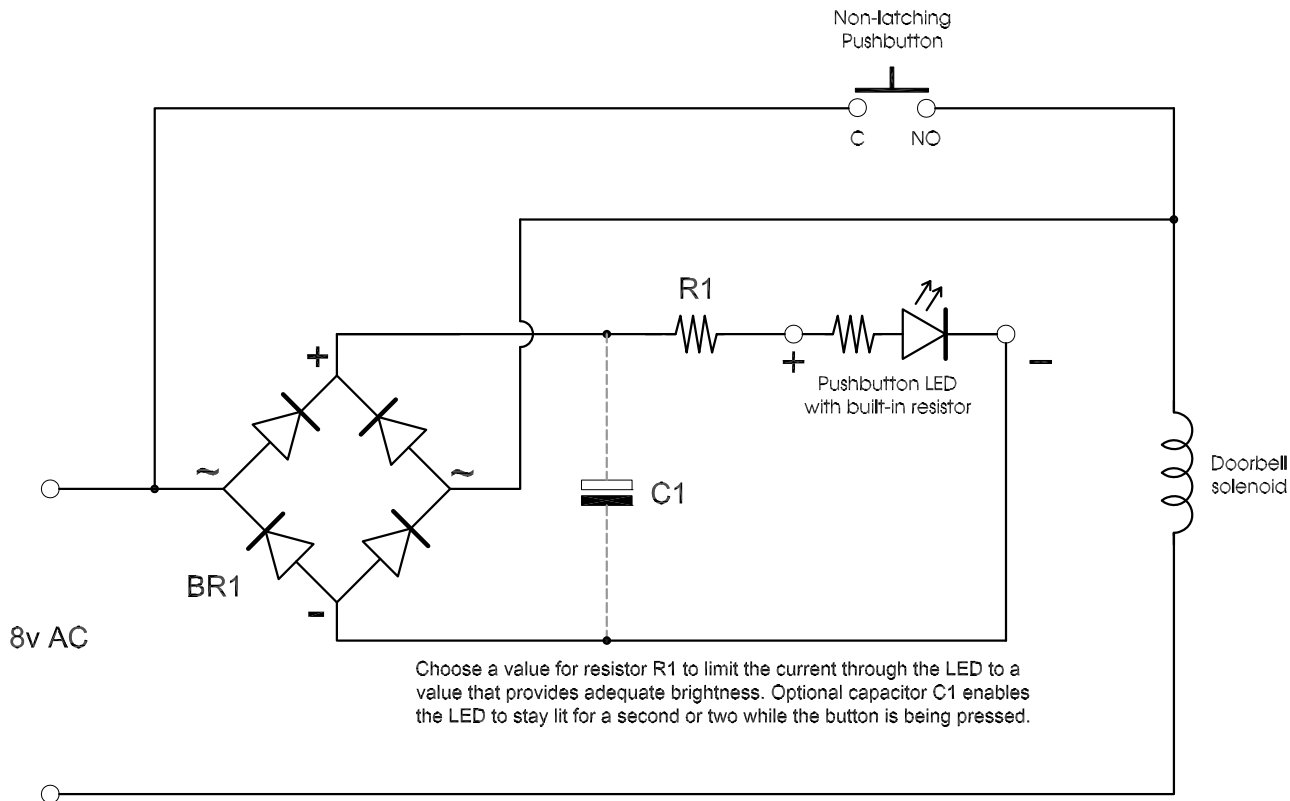 Non-latching
Pushbutton
C NO
R1
+
+
-
Pushbutton LED
with built-in resistor
~
~
C1
Doorbell
solenoid
BR1
-
8v AC
Choose a value for resistor R1 to limit the current through the LED to a
value that provides adequate brightness. Optional capacitor C1 enables
the LED to stay lit for a second or two while the button is being pressed.